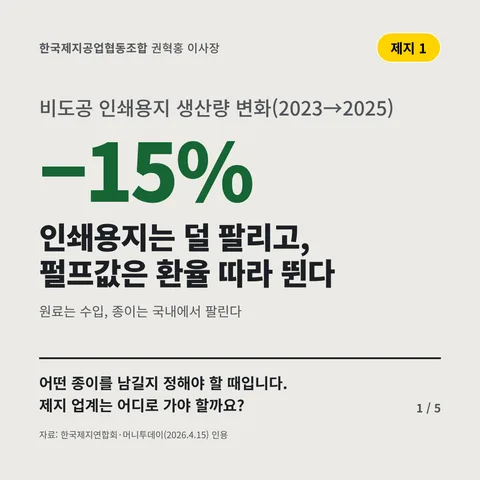 한국제지공업협동조합 권혁홍 이사장
제지 1
비도공 인쇄용지 생산량 변화(2023→2025)
−15%
인쇄용지는 덜 팔리고,
펄프값은 환율 따라 뛴다
원료는 수입, 종이는 국내에서 팔린다
어떤 종이를 남길지 정해야 할 때입니다.
제지 업계는 어디로 가야 할까요?
1 / 5
자료: 한국제지연합회·머니투데이(2026.4.15) 인용